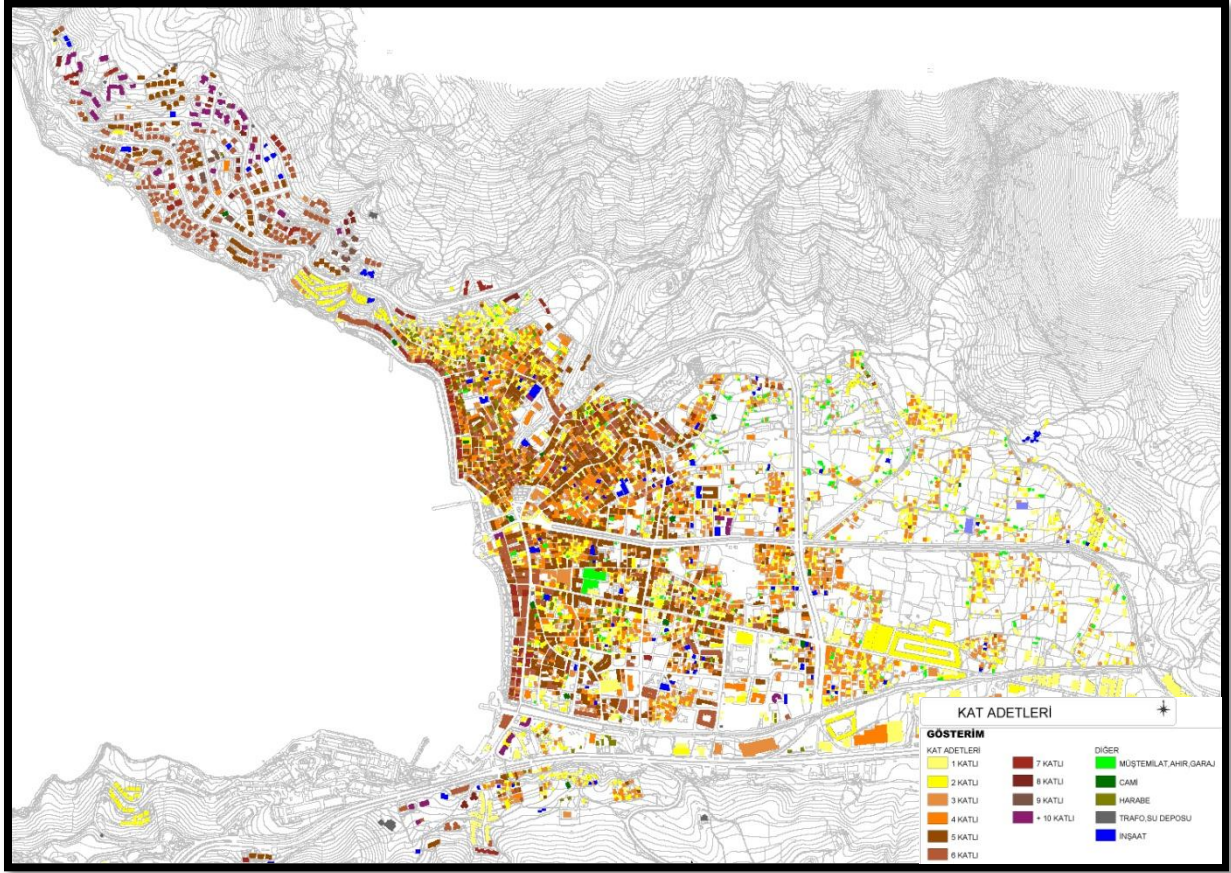 KAT ADETLERİ
GÖSTERİM
KAT ADETLERİ
1 KATLI
2 KATLI
3 KATLI
4 KATLI
5 KATLI
6 KATLI
7 KATLI
8 KATLI
9 KATLI
+ 10 KATLI
DİĞER
MÜŞTEMİLAT,AHIR,GARAJ
CAMİ
HARABE
TRAFO,SU DEPOSU
İNŞAAT